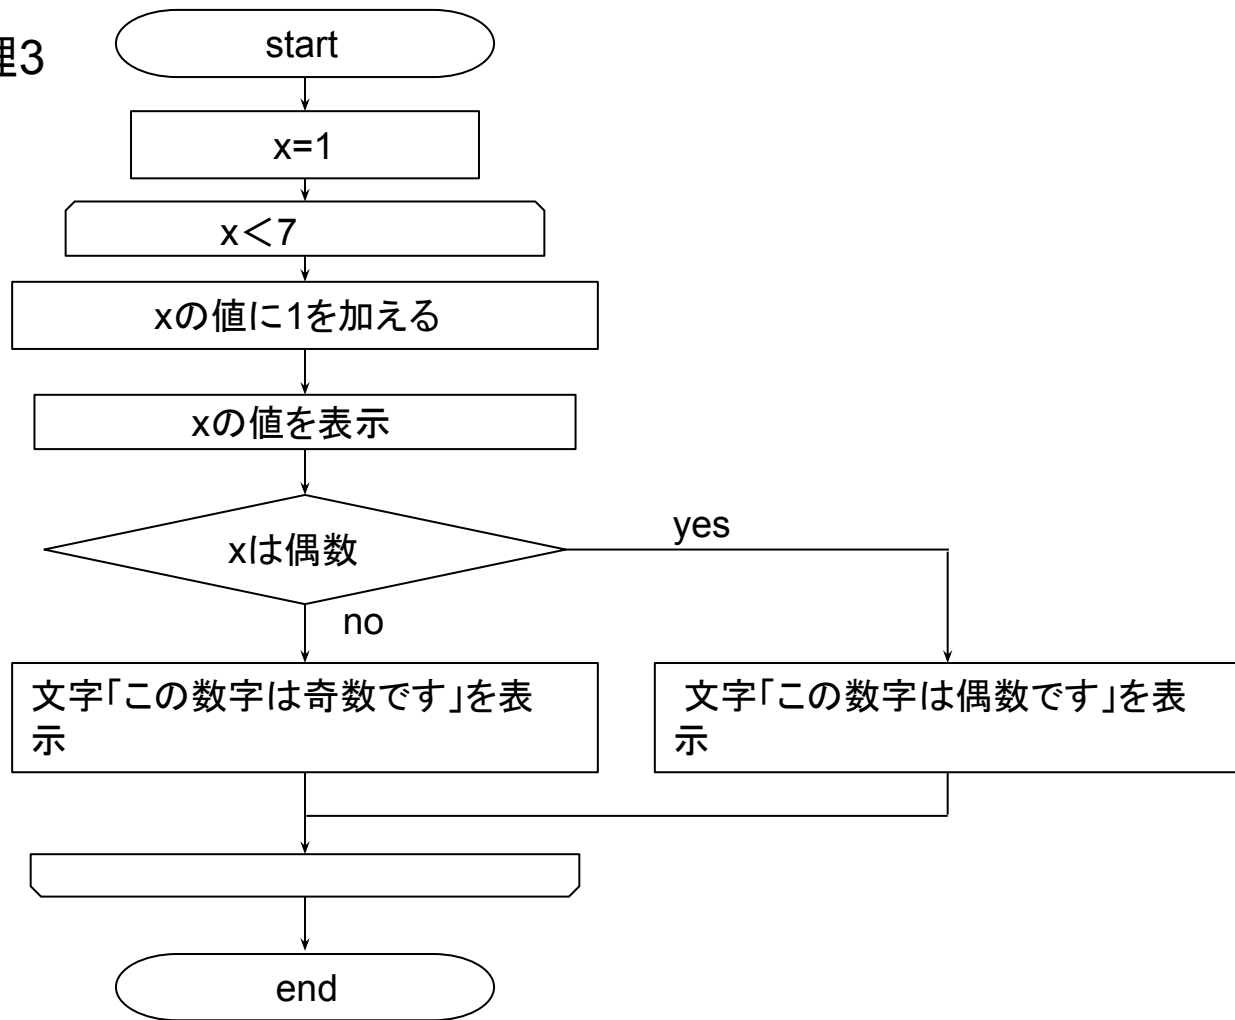 理3
start
x=1
x＜7
xの値に1を加える
xの値を表示
xは偶数
yes
no
文字「この数字は奇数です」を表
示
文字「この数字は偶数です」を表
示
end